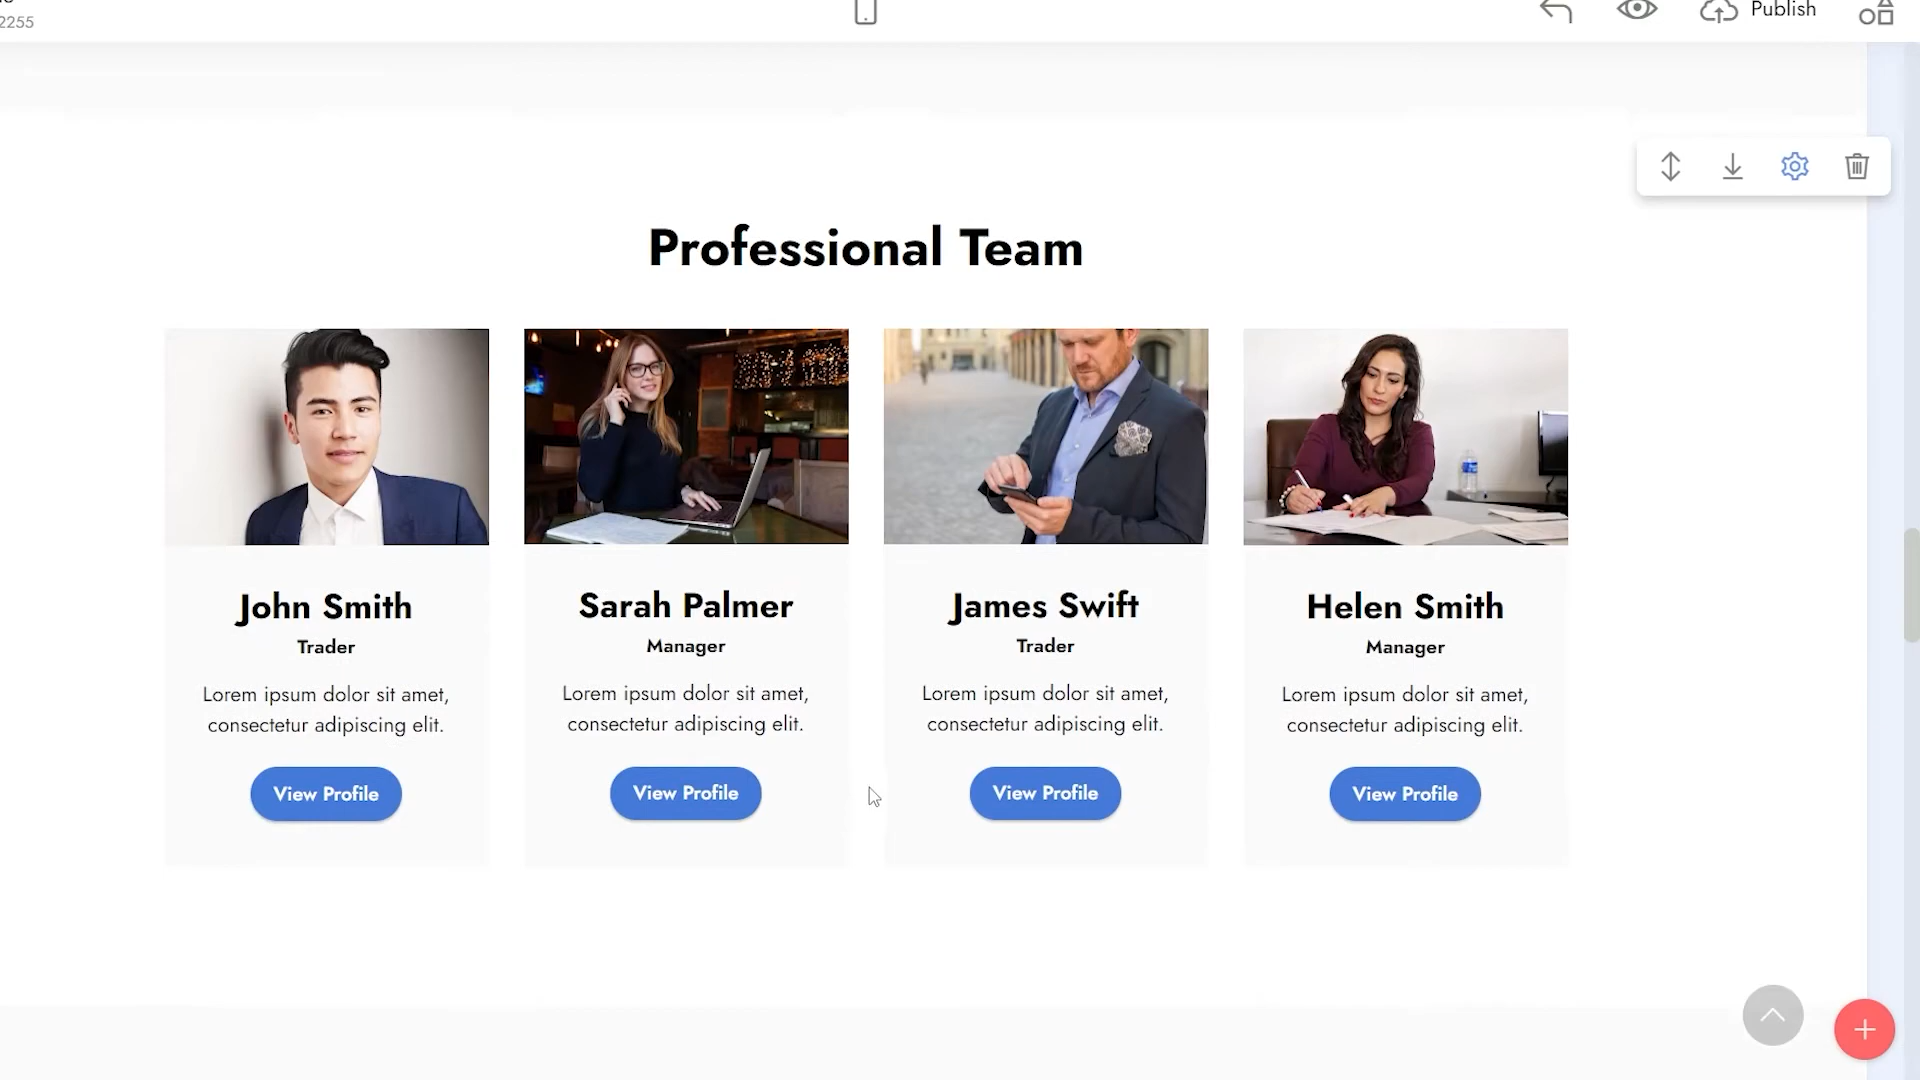 2255
Publish
Professional Team
John Smith
Trader
Lorem ipsum dolor sit amet,
consectetur adipiscing elit.
View Profile
Sarah Palmer
Manager
Lorem ipsum dolor sit amet,
consectetur adipiscing elit.
View Profile
James Swift
Trader
Lorem ipsum dolor sit amet,
consectetur adipiscing elit.
View Profile
Helen Smith
Manager
Lorem ipsum dolor sit amet,
consectetur adipiscing elit.
View Profile